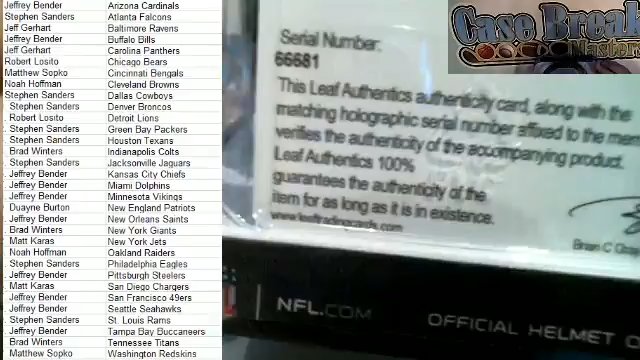 Jeffrey Bender Arizona Cardinals
Stephen Sanders Atlanta Falcons
Jeff Gerhart Baltimore Ravens
Jeffrey Bender Buffalo Bills
Jeff Gerhart Carolina Panthers
Robert Losito Chicago Bears
Matthew Sopko Cincinnati Bengals
Noah Hoffman Cleveland Browns
Stephen Sanders Dallas Cowboys
Stephen Sanders Denver Broncos
Robert Losito Detroit Lions
Stephen Sanders Green Bay Packers
Stephen Sanders Houston Texans
Brad Winters Indianapolis Colts
Stephen Sanders Jacksonville Jaguars
Jeffrey Bender Kansas City Chiefs
Jeffrey Bender Miami Dolphins
Jeffrey Bender Minnesota Vikings
Duayne Burton New England Patriots
Jeffrey Bender New Orleans Saints
Brad Winters New York Giants
Matt Karas New York Jets
Noah Hoffman Oakland Raiders
Stephen Sanders Philadelphia Eagles
Jeffrey Bender Pittsburgh Steelers
Matt Karas San Diego Chargers
Jeffrey Bender San Francisco 49ers
Jeffrey Bender Seattle Seahawks
Stephen Sanders St. Louis Rams
Jeffrey Bender Tampa Bay Buccaneers
Brad Winters Tennessee Titans
Matthew Sopko Washington Redskins
Case Break
Masters
Serial Number:
66681
This Leaf Authentics authenticity card, along with the
matching holographic serial number affixed to the
verifies the authenticity of the accompanying product.
Leaf Authentics 100%
guarantees the authenticity of the
item for as long as it is in existence.
www.leaftradingcards.com
Brian C
NFL.COM OFFICIAL HELMET